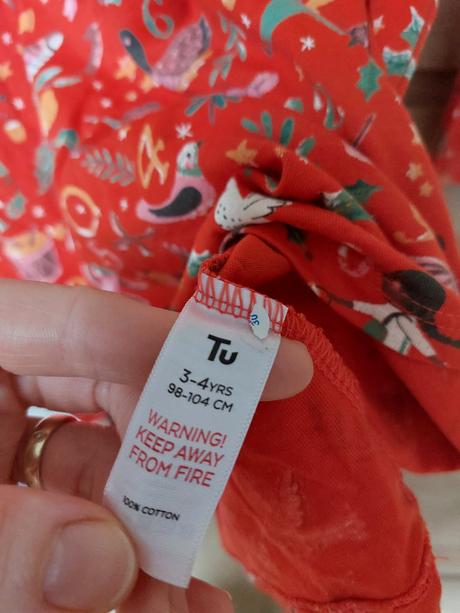 Tu
3-4YRS
98-104 CM
WARNING!
KEEP AWAY
FROM FIRE
100% COTTON